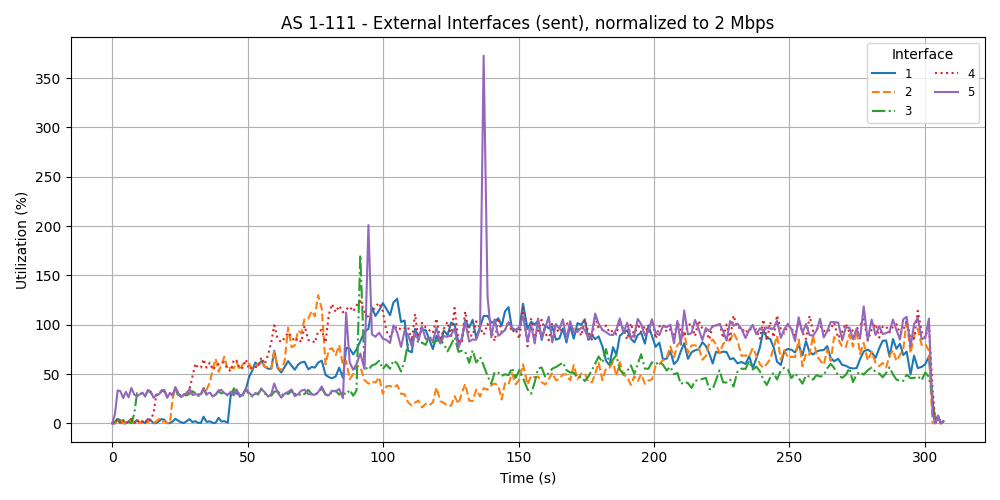 AS 1-111 - External Interfaces (sent), normalized to 2 Mbps
Utilization (%)
350
300
250
200
150
100
50
0
0 50 100 150 200 250 300
Time (s)
Interface
1 4
2 5
3